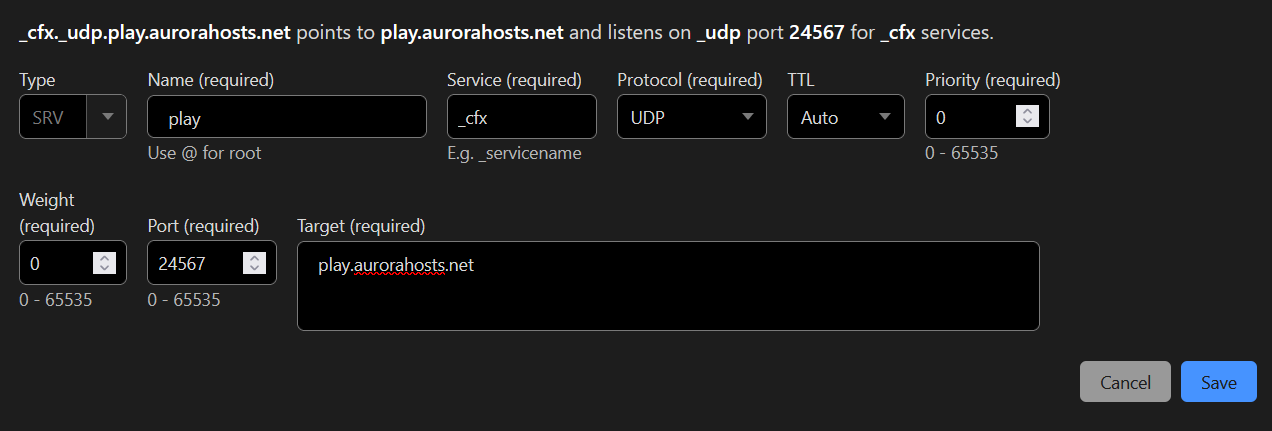 _cfx._udp.play.aurorahosts.net points to play.aurorahosts.net and listens on _udp port 24567 for _cfx services.
Type Name (required) Service (required) Protocol (required) TTL Priority (required)
SRV play _cfx UDP Auto 0
Use @ for root E.g. _servicename 0 - 65535
Weight
(required) Port (required) Target (required)
0 24567 play.aurorahosts.net
0 - 65535 0 - 65535
Cancel Save